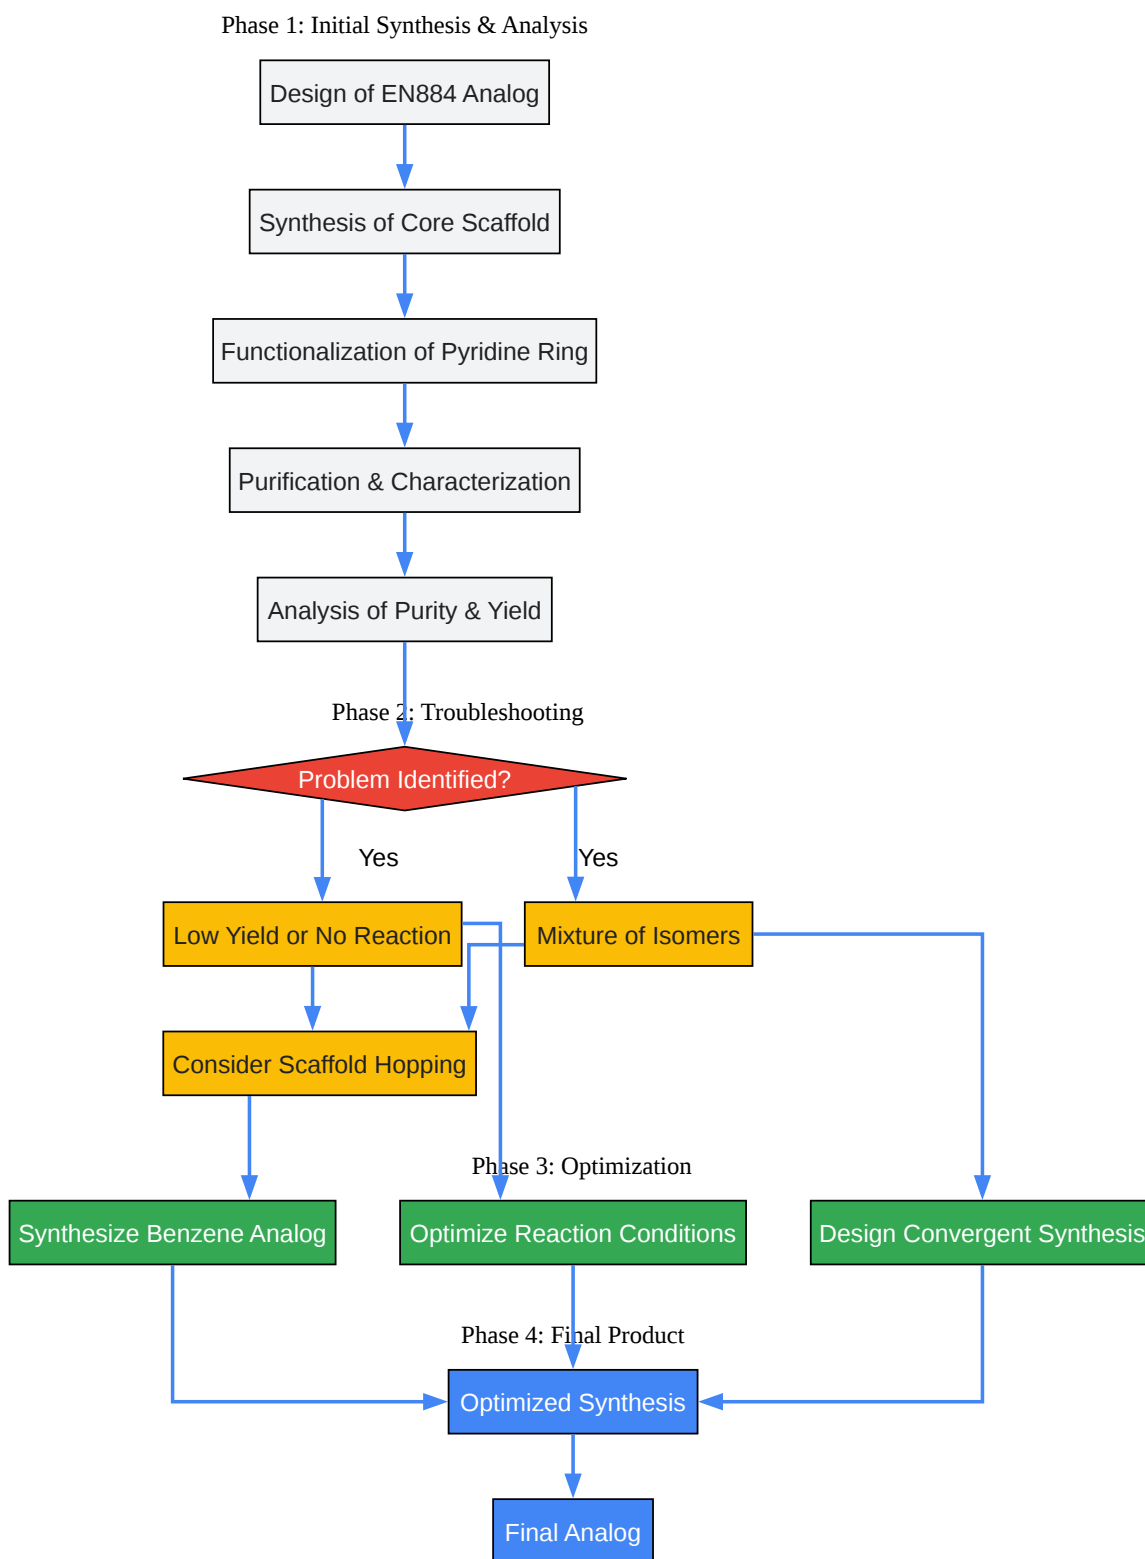 Phase 1: Initial Synthesis & Analysis
Design of EN884 Analog
Synthesis of Core Scaffold
Functionalization of Pyridine Ring
Purification & Characterization
Analysis of Purity & Yield
Phase 2: Troubleshooting
Problem Identified?
Yes
Yes
Low Yield or No Reaction
Mixture of Isomers
Consider Scaffold Hopping
Phase 3: Optimization
Synthesize Benzene Analog
Optimize Reaction Conditions
Design Convergent Synthesis
Phase 4: Final Product
Optimized Synthesis
Final Analog